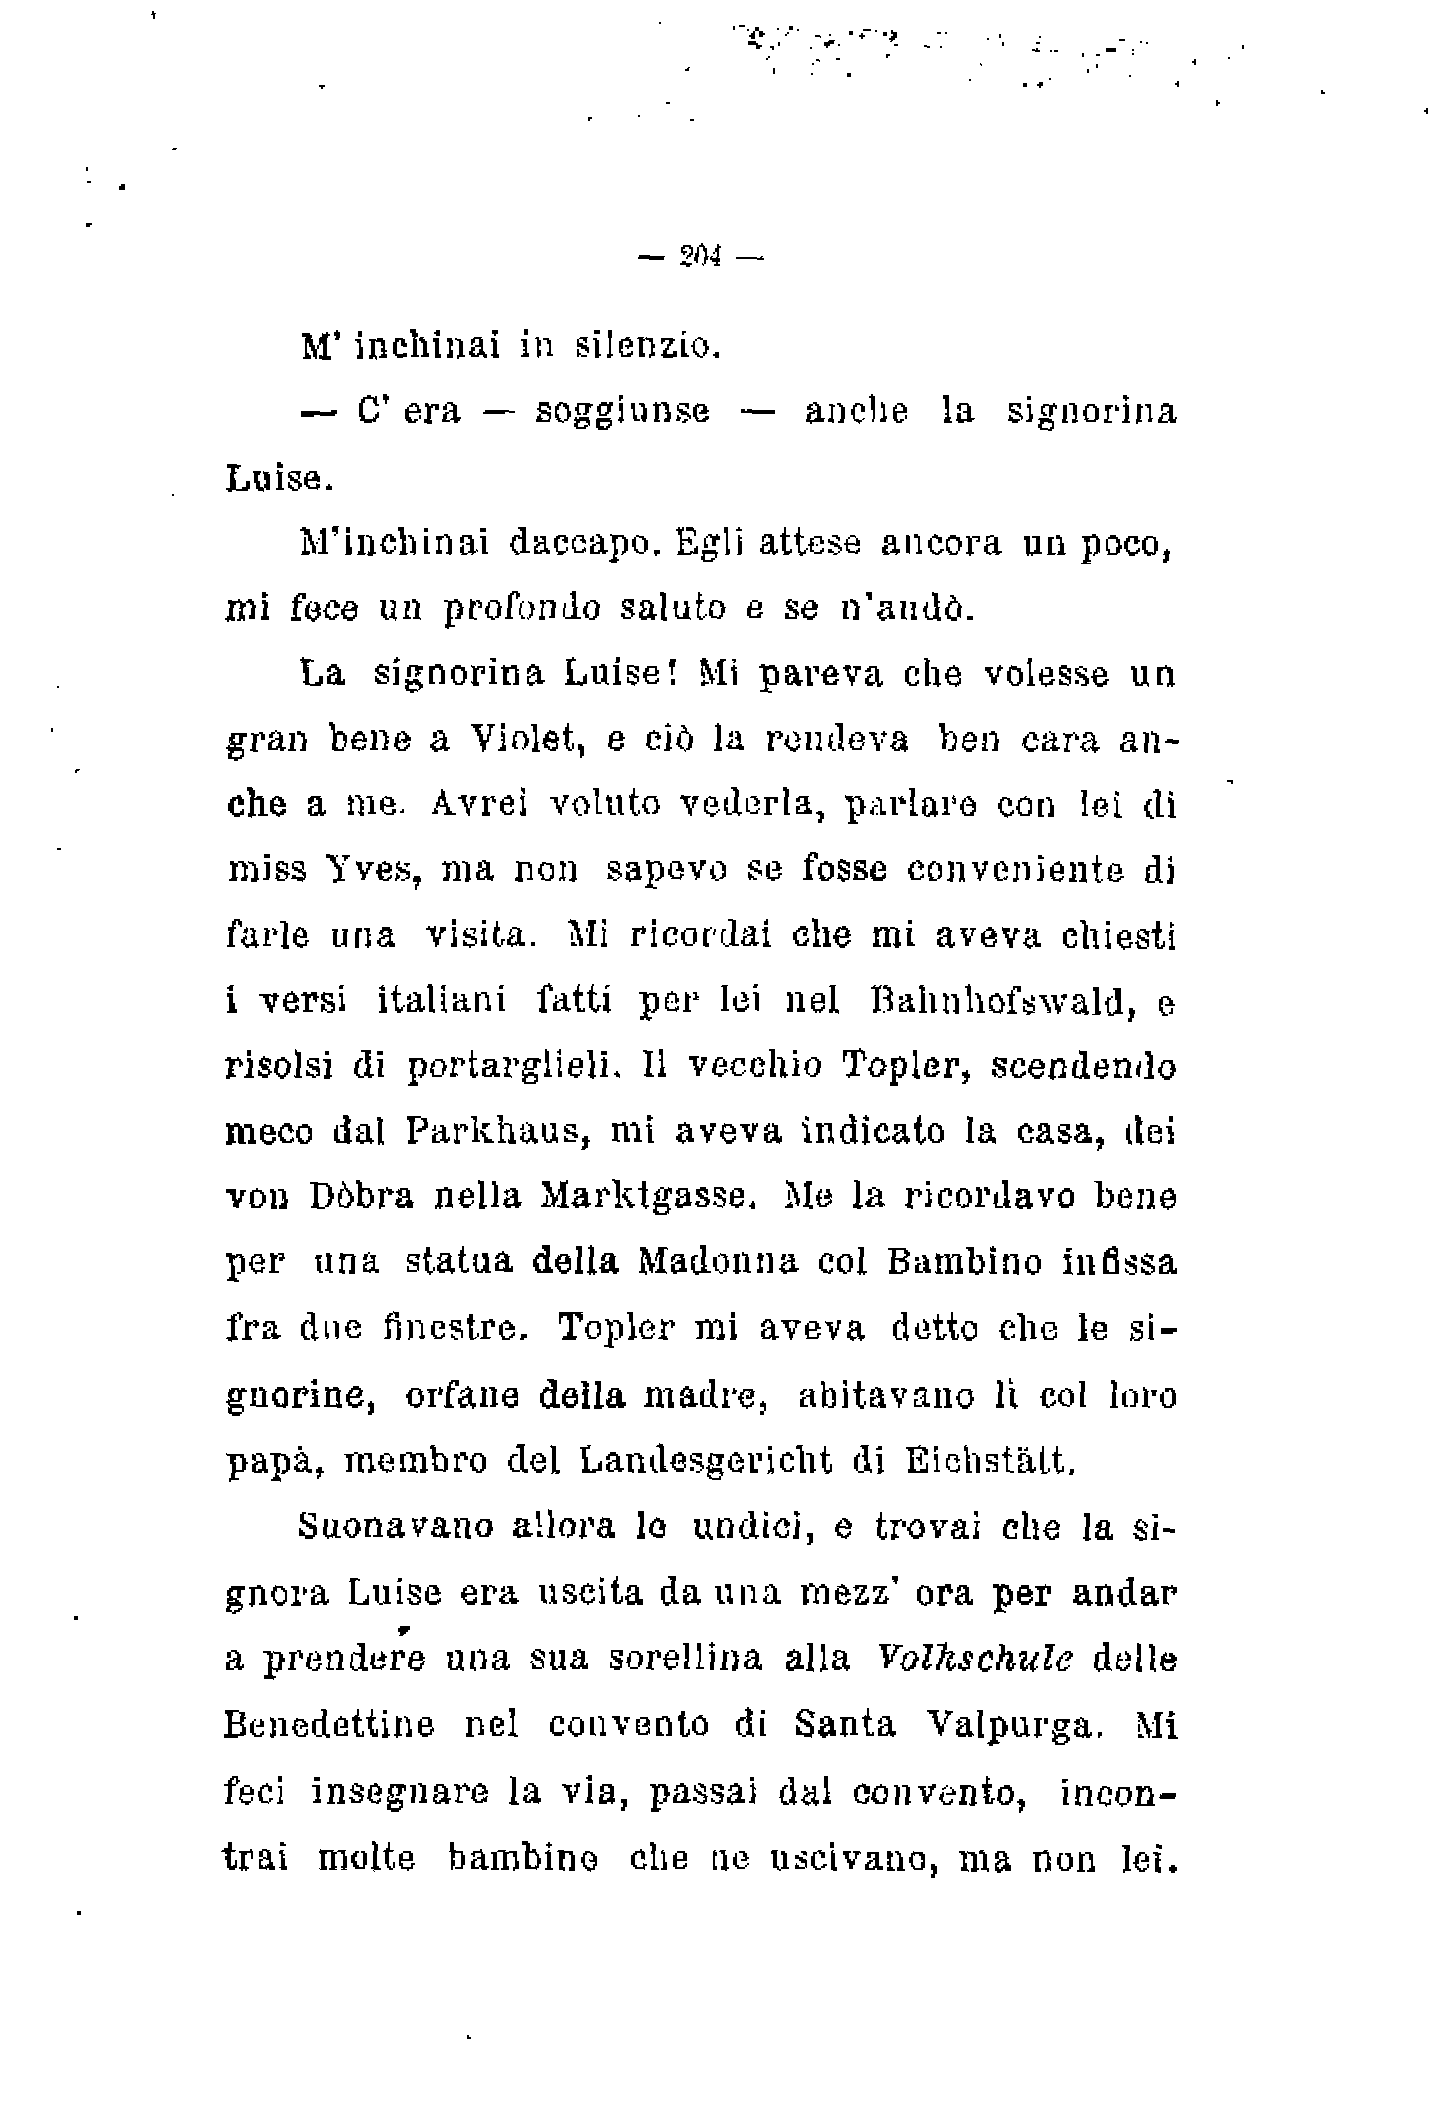 — 204 —
M' inchinai in silenzio.
— C' era — soggiunse — anche la signorina
Luise.
M'inchinai daccapo. Egli attese ancora un poco,
mi fece un profondo saluto e se n'andò.
La signorina Luise! Mi pareva che volesse un
gran bene a Violet, e ciò la rendeva ben cara an-
che a me. Avrei voluto vederla, parlare con lei di
miss Yves, ma non sapevo se fosse conveniente di
farle una visita. Mi ricordai che mi aveva chiesti
i versi italiani fatti per lei nel Bahnhofswald, e
risolsi di portarglieli. Il vecchio Topler, scendendo
meco dal Parkhaus, mi aveva indicato la casa, dei
von Dòbra nella Marktgasse. Me la ricordavo bene
per una statua della Madonna col Bambino infissa
fra due finestre. Topler mi aveva detto che le si-
gnorine, orfane della madre, abitavano lì col loro
papà, membro del Landesgericht di Eichstätt.
Suonavano allora le undici, e trovai che la si-
gnora Luise era uscita da una mezz' ora per andar
a prendere una sua sorellina alla Volkschule delle
Benedettine nel convento di Santa Valpurga. Mi
feci insegnare la via, passai dal convento, incon-
trai molte bambine che ne uscivano, ma non lei.